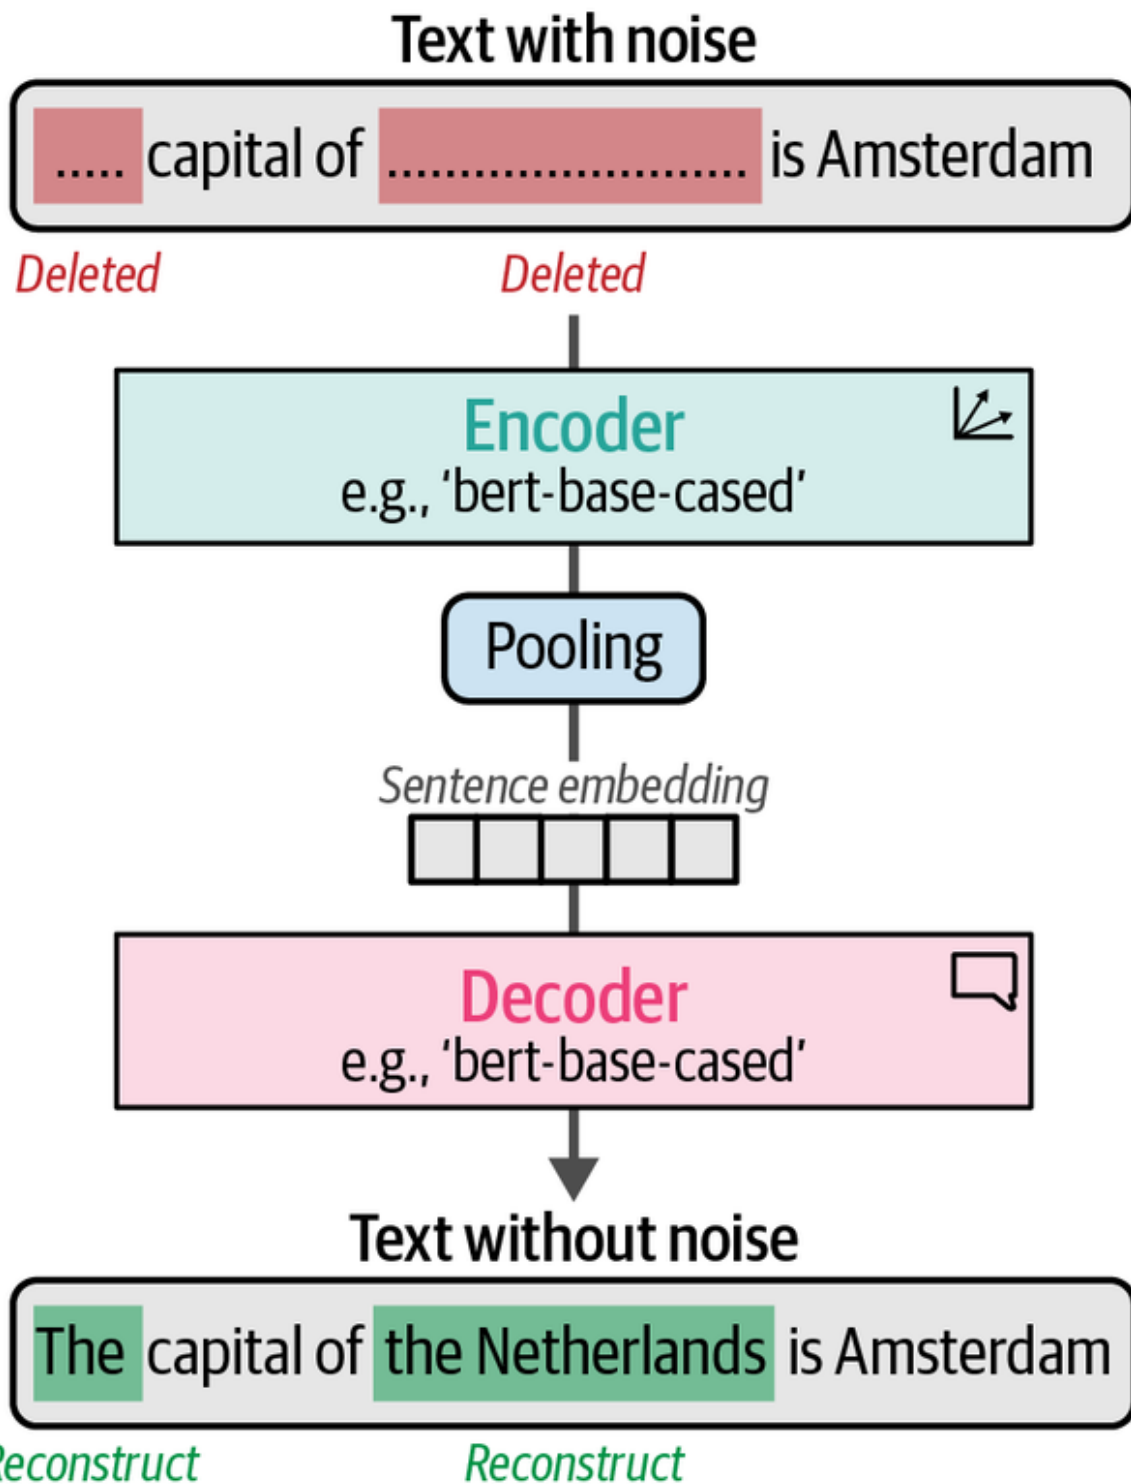 Text with noise
..... capital of ......................... is Amsterdam
Deleted Deleted
Encoder
e.g., ‘bert-base-cased’
Pooling
Sentence embedding
Decoder
e.g., ‘bert-base-cased’
Text without noise
The capital of the Netherlands is Amsterdam
Reconstruct Reconstruct